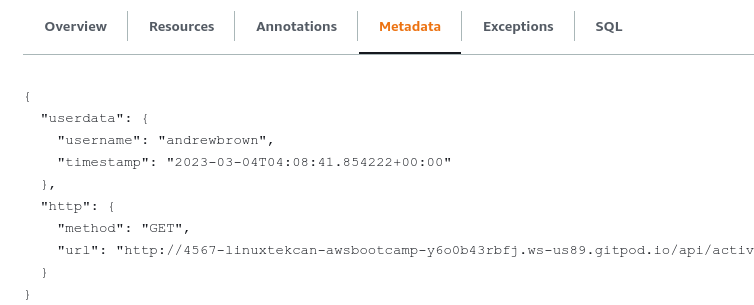 Overview Resources Annotations Metadata Exceptions SQL
{
  "userdata": {
    "username": "andrewbrown",
    "timestamp": "2023-03-04T04:08:41.854222+00:00"
  },
  "http": {
    "method": "GET",
    "url": "http://4567-linuxtekcan-awsbootcamp-y6o0b43rbfj.ws-us89.gitpod.io/api/activ
  }
}